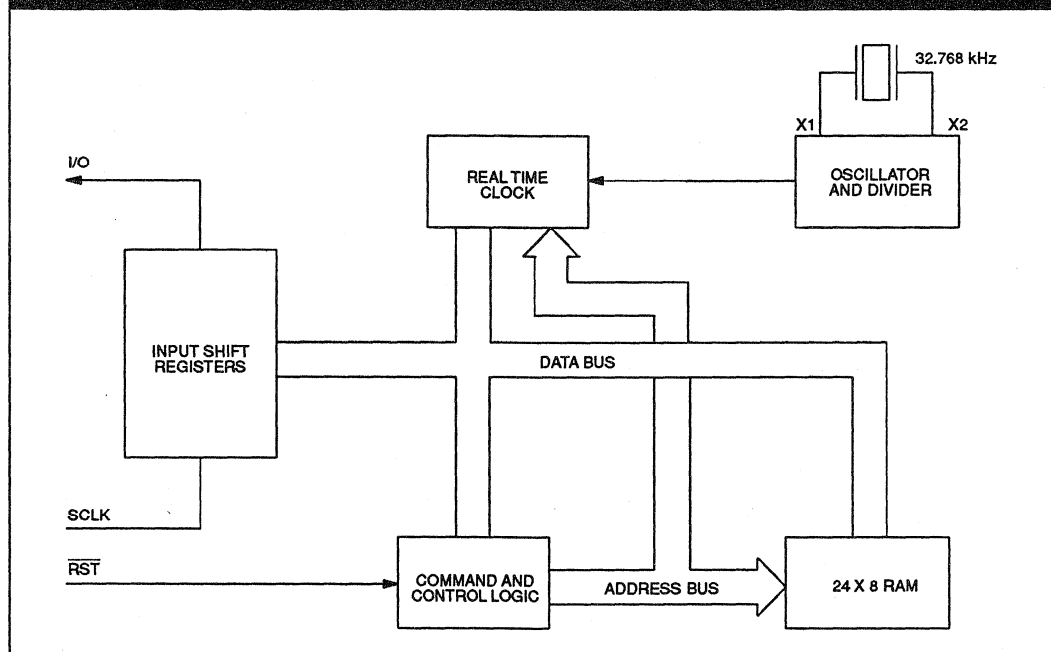 32.768 kHz
X1
X2
I/O
REAL TIME
CLOCK
OSCILLATOR
AND DIVIDER
INPUT SHIFT
REGISTERS
DATA BUS
SCLK
RST
COMMAND AND
CONTROL LOGIC
ADDRESS BUS
24 X 8 RAM